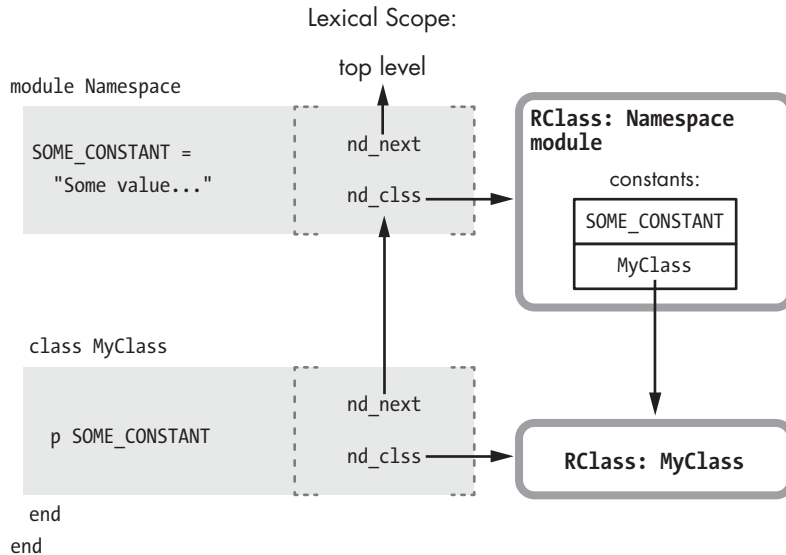 Lexical Scope:
top level
module Namespace
SOME_CONSTANT =
"Some value..."
nd_next
nd_clss
RClass: Namespace
module
constants:
SOME_CONSTANT
MyClass
class MyClass
p SOME_CONSTANT
nd_next
nd_clss
RClass: MyClass
end
end